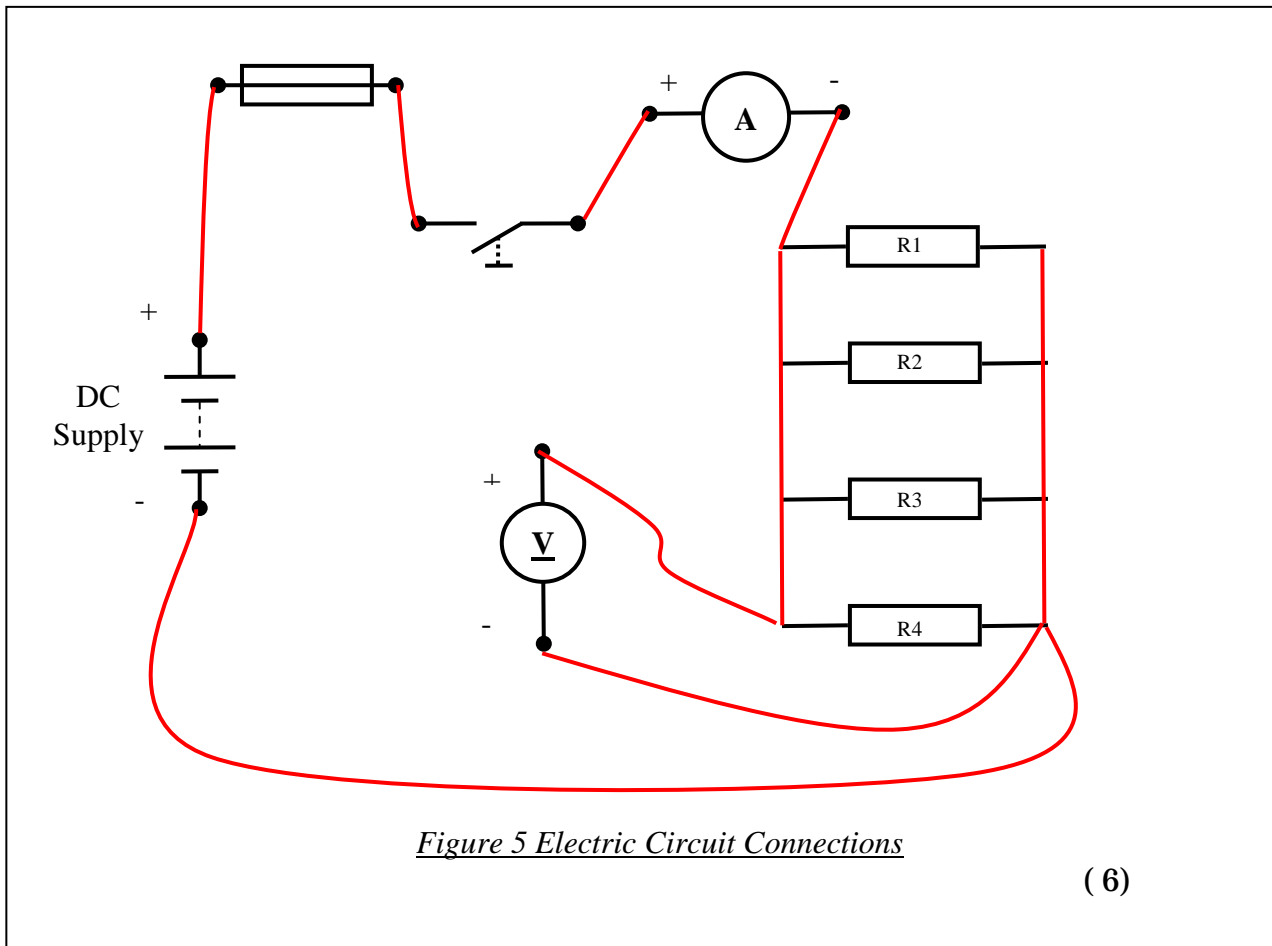 + -
A
R1
+
R2
DC
Supply
+
R3
-
V
-
R4
Figure 5 Electric Circuit Connections
( 6)